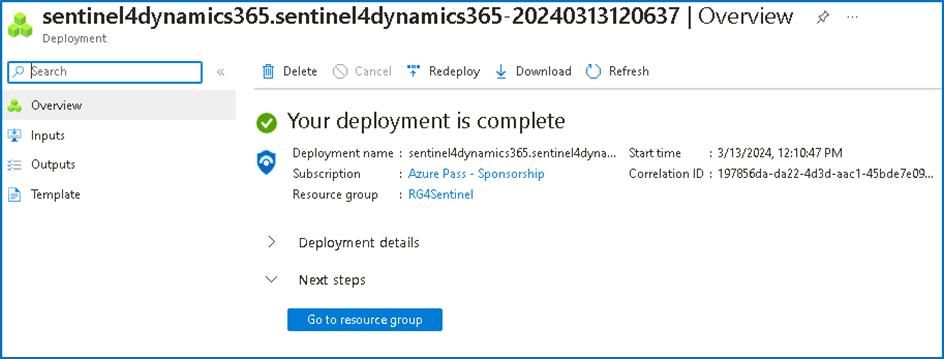 sentinel4dynamics365.sentinel4dynamics365-20240313120637 | Overview
Deployment
Search
Delete Cancel Redeploy Download Refresh
Overview
Inputs
Outputs
Template
Your deployment is complete
Deployment name : sentinel4dynamics365.sentinel4dyna... Start time : 3/13/2024, 12:10:47 PM
Subscription : Azure Pass - Sponsorship Correlation ID : 197856da-da22-4d3d-aac1-45bde7e09...
Resource group : RG4Sentinel
Deployment details
Next steps
Go to resource group